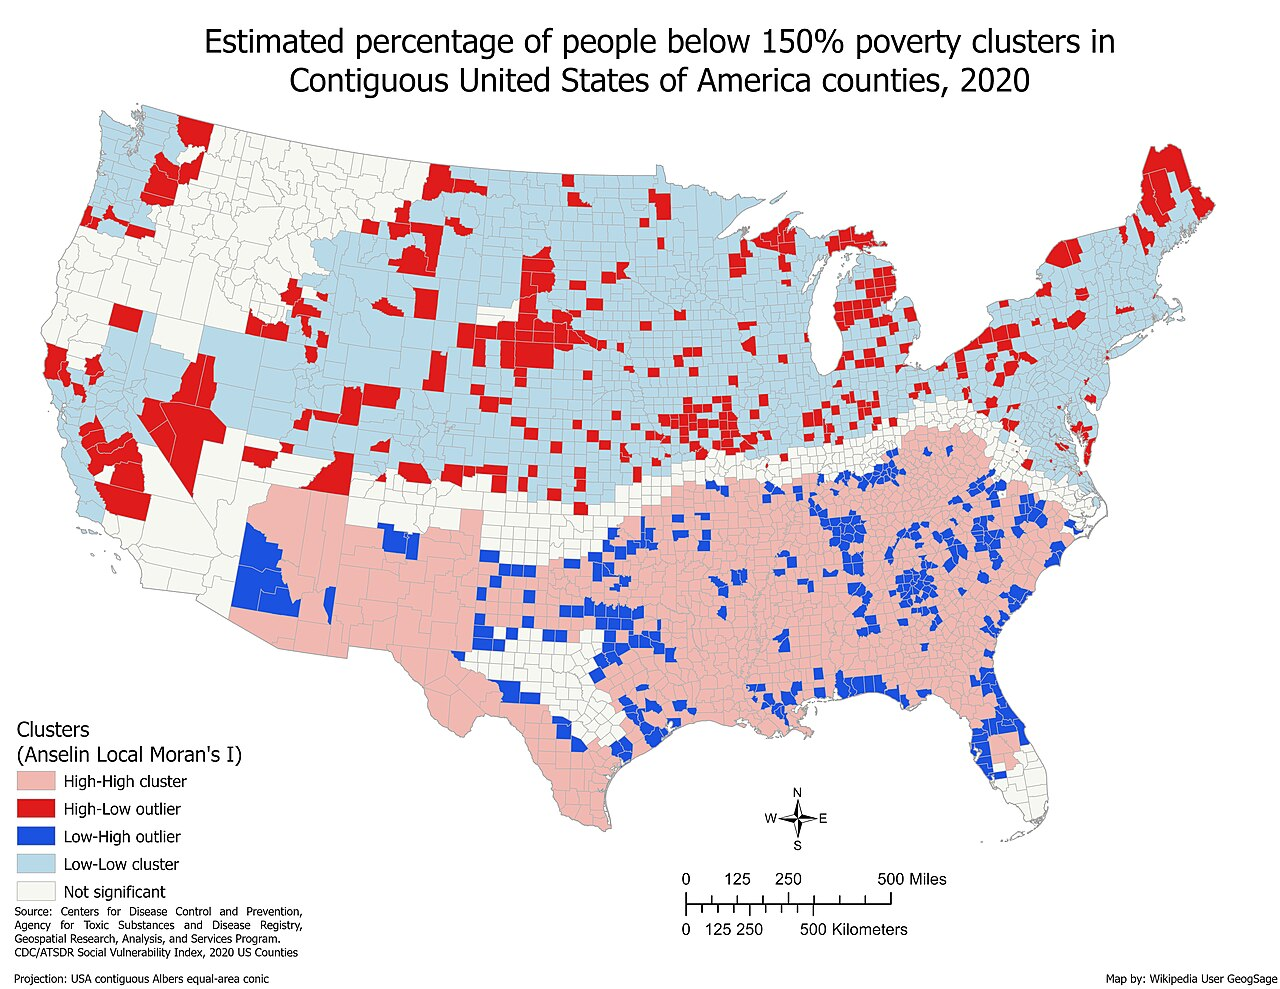 Estimated percentage of people below 150% poverty clusters in
Contiguous United States of America counties, 2020
Clusters
(Anselin Local Moran's I)
High-High cluster
High-Low outlier
Low-High outlier
Low-Low cluster
Not significant
Source: Centers for Disease Control and Prevention,
Agency for Toxic Substances and Disease Registry,
Geospatial Research, Analysis, and Services Program.
CDC/ATSDR Social Vulnerability Index, 2020 US Counties
Projection: USA contiguous Albers equal-area conic
N
W E
S
0 125 250 500 Miles
0 125 250 500 Kilometers
Map by: Wikipedia User GeogSage